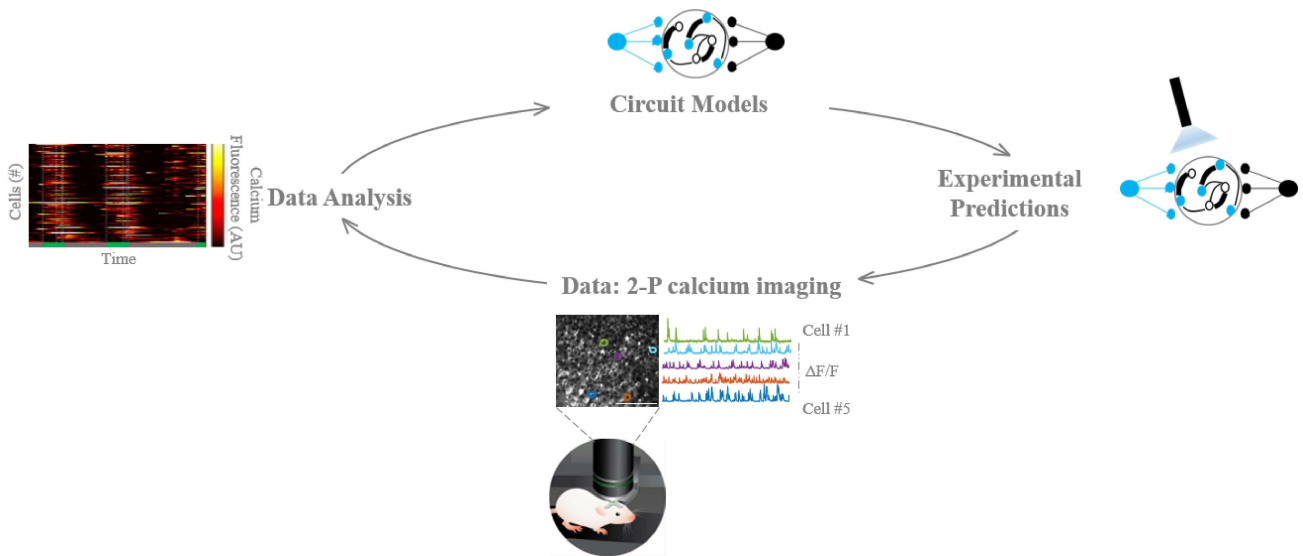 Circuit Models
Experimental
Predictions
Data: 2-P calcium imaging
Cell #1
ΔF/F
Cell #5
Data Analysis
Cells (#)
Time
Calcium
Fluorescence (AU)